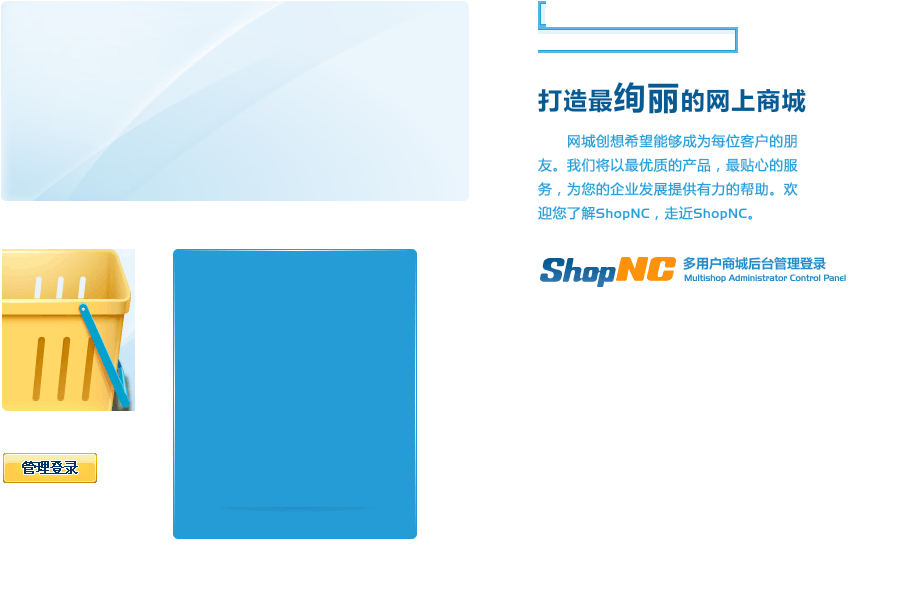 打造最绚丽的网上商城
网城创想希望能够成为每位客户的朋
友。我们将以最优质的产品，最贴心的服
务，为您的企业发展提供有力的帮助。欢
迎您了解ShopNC，走近ShopNC。
ShopNC 多用户商城后台管理登录
Multishop Administrator Control Panel
管理登录